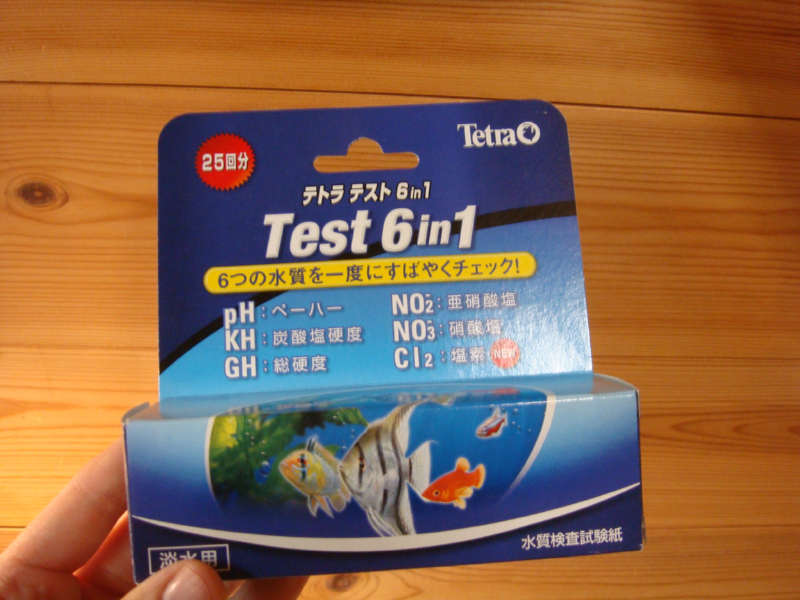 Tetra
25回分
テトラ テスト 6in1
Test 6in1
6つの水質を一度にすばやくチェック!
pH:ペーハー
KH:炭酸塩硬度
GH:総硬度
NO₂⁻:亜硝酸塩
NO₃⁻:硝酸塩
Cl₂:塩素 NEW
水質検査試験紙
淡水用